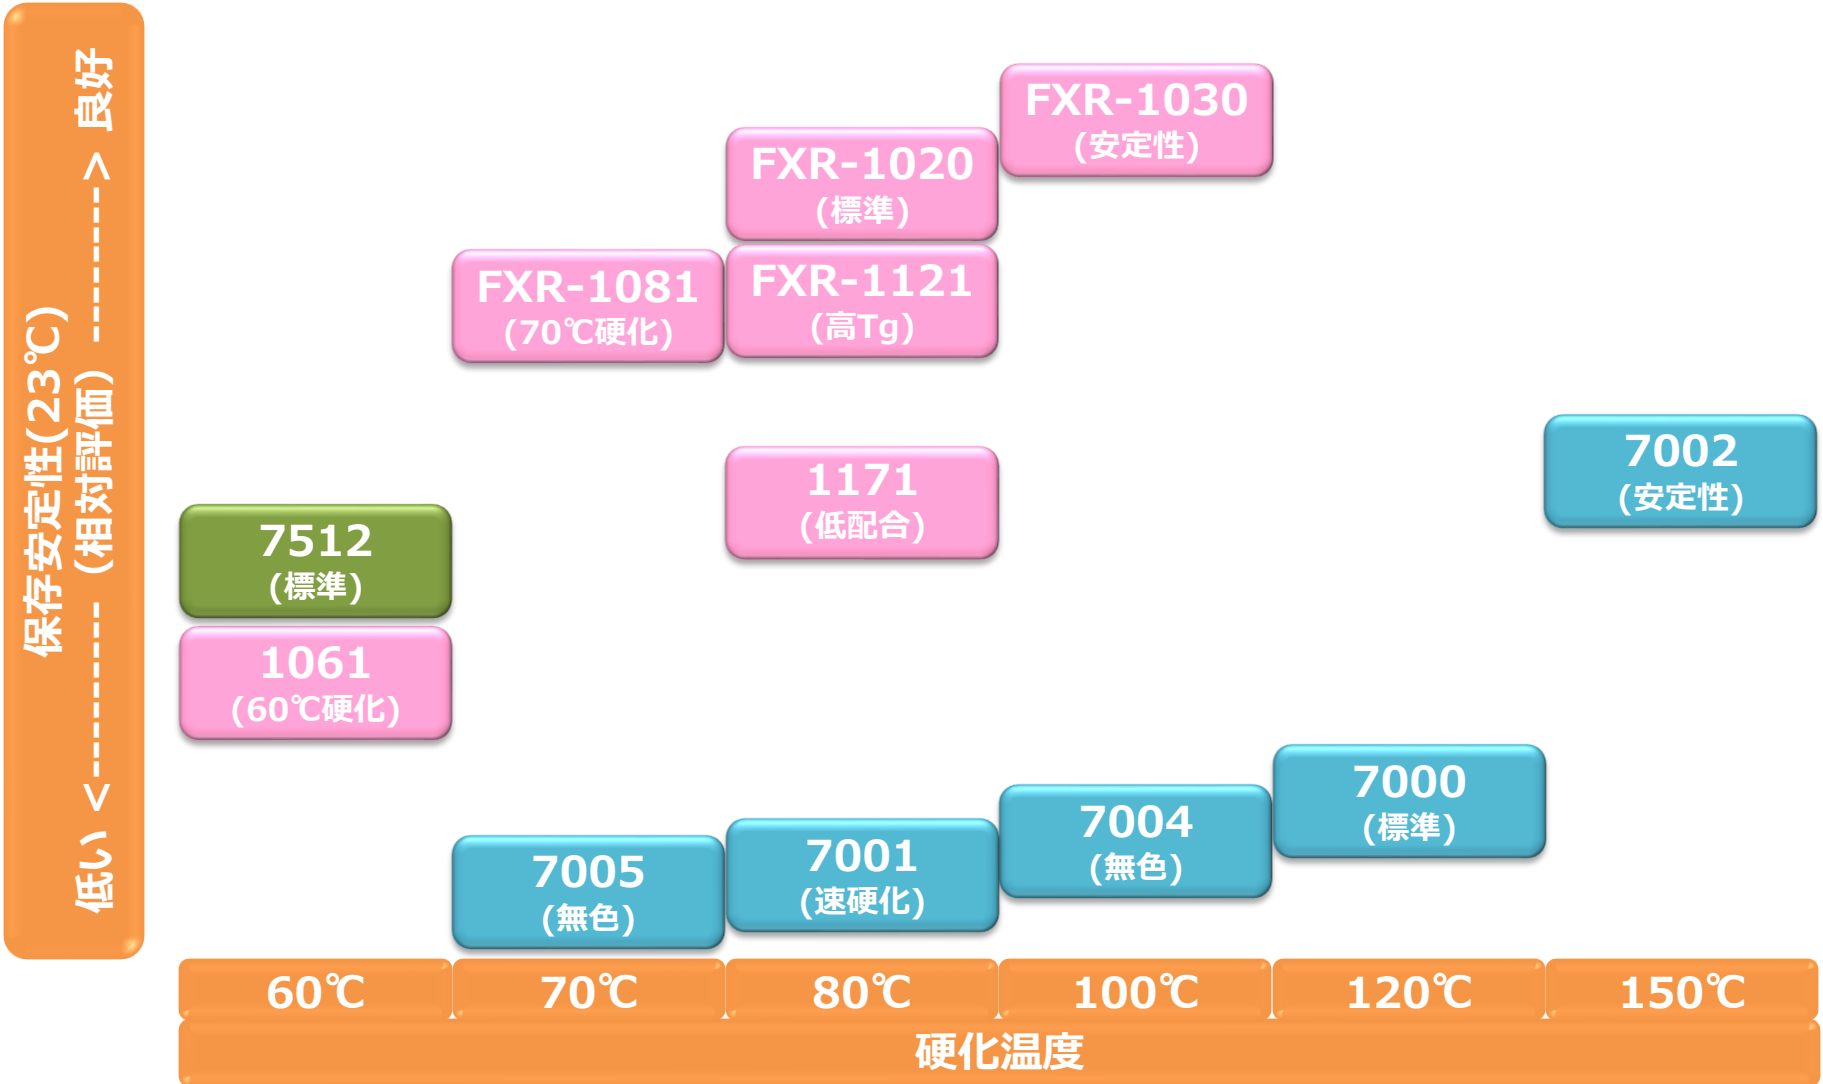 保存安定性(23℃)
低い <--------- (相対評価) --------> 良好
FXR-1030
(安定性)
FXR-1020
(標準)
FXR-1081
(70℃硬化)
FXR-1121
(高Tg)
1171
(低配合)
7002
(安定性)
7512
(標準)
1061
(60℃硬化)
7005
(無色)
7001
(速硬化)
7004
(無色)
7000
(標準)
60℃
70℃
80℃
100℃
120℃
150℃
硬化温度